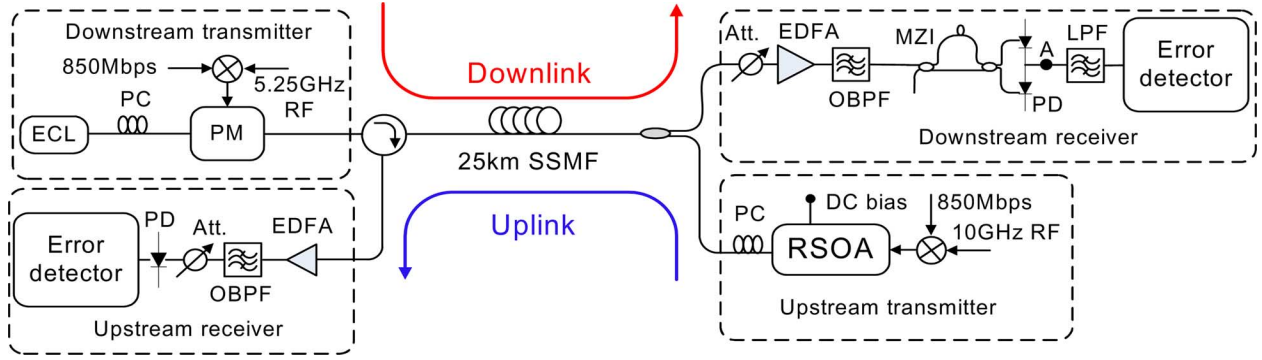 Downstream transmitter
850Mbps
5.25GHz
RF
PC
ECL
PM
Downlink
25km SSMF
Uplink
Att.
EDFA
OBPF
MZI
A
LPF
PD
Error
detector
Downstream receiver
PD
Att.
EDFA
Error
detector
OBPF
Upstream receiver
PC
DC bias
850Mbps
10GHz RF
RSOA
Upstream transmitter